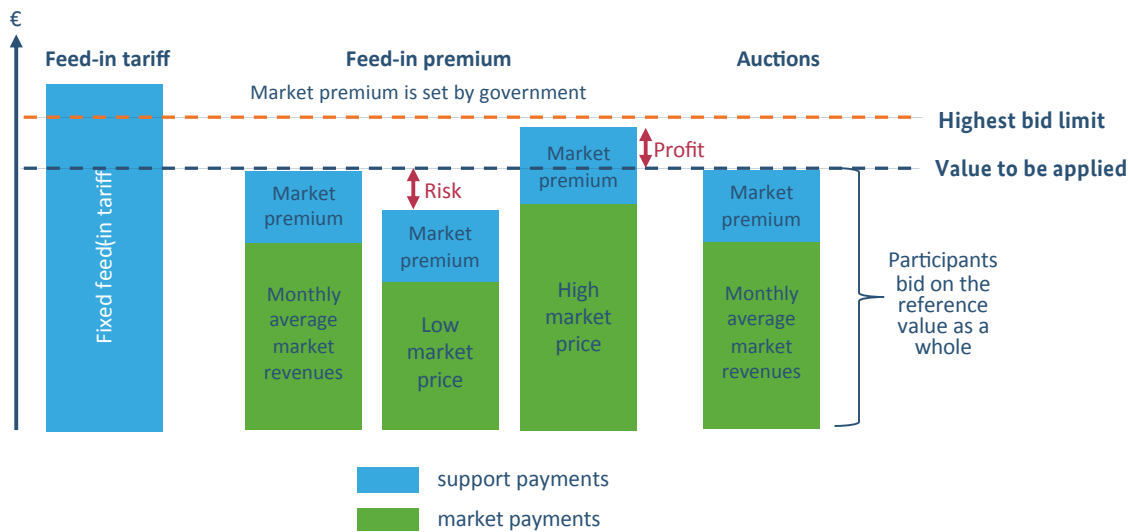 €
Feed-in tariff
Feed-in premium
Auctions
Market premium is set by government
Highest bid limit
Value to be applied
Fixed feed(in tariff
Market
premium
Monthly
average
market
revenues
Risk
Market
premium
Low
market
price
Market
premium
Profit
High
market
price
Market
premium
Monthly
average
market
revenues
Participants
bid on the
reference
value as a
whole
support payments
market payments